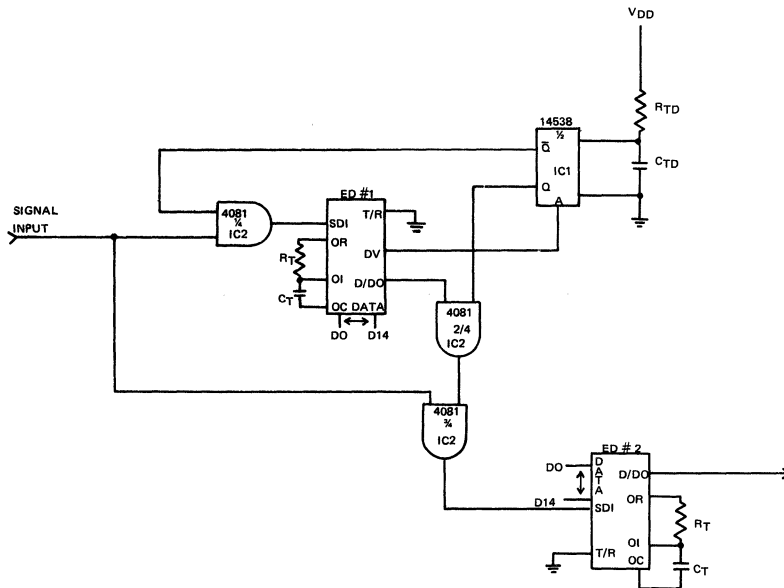 VDD
RTD
14538
½
Q̅
IC1
CTD
Q
A
SIGNAL
INPUT
4081
¼
IC2
ED #1
SDI
T/R
OR
RT
DV
OI
D/DO
CT
OC DATA
DO ↔ D14
4081
2/4
IC2
4081
¾
IC2
ED # 2
DO
DATA
D/DO
OR
D14
SDI
RT
OI
T/R
OC
CT